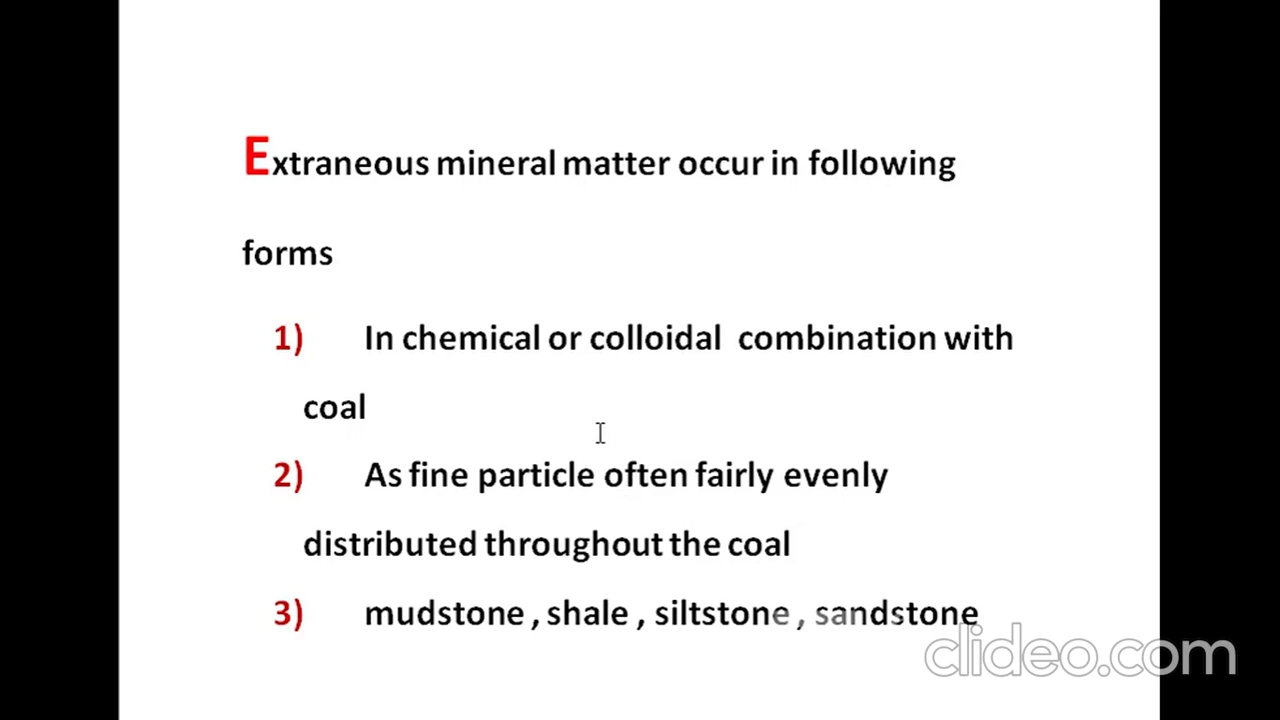 Extraneous mineral matter occur in following
forms
1) In chemical or colloidal combination with
coal
2) As fine particle often fairly evenly
distributed throughout the coal
3) mudstone , shale , siltstone , sandstone
clideo.com